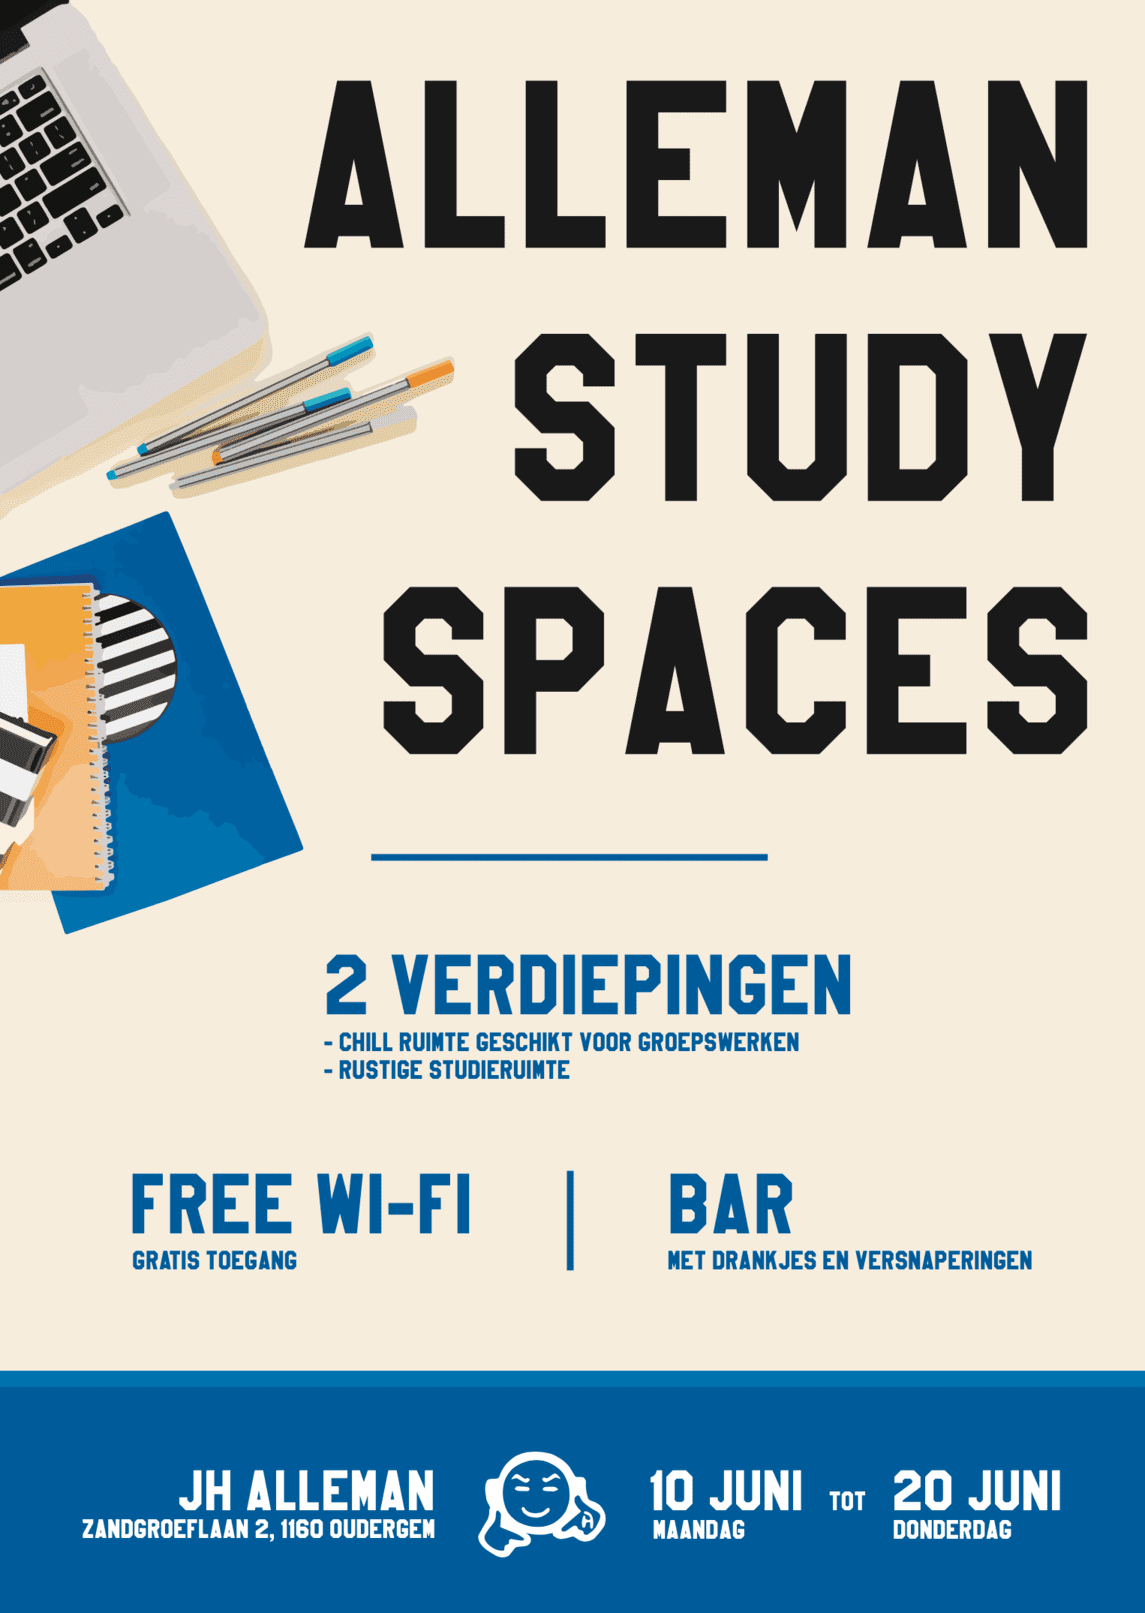 ALLEMAN
STUDY
SPACES
2 VERDIEPINGEN
- CHILL RUIMTE GESCHIKT VOOR GROEPSWERKEN
- RUSTIGE STUDIERUIMTE
FREE WI-FI
GRATIS TOEGANG
BAR
MET DRANKJES EN VERSNAPERINGEN
JH ALLEMAN
ZANDGROEFLAAN 2, 1160 OUDERGEM
A
10 JUNI TOT 20 JUNI
MAANDAG DONDERDAG